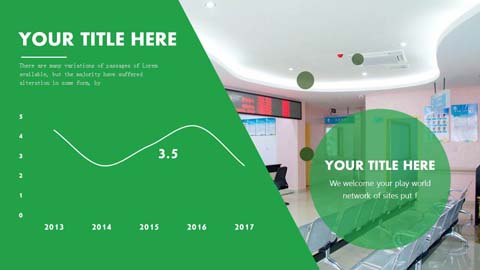 YOUR TITLE HERE
There are many variations of passages of Lorem
available, but the majority have suffered
alteration in some form, by
5
4
3
2
1
0
3.5
2013 2014 2015 2016 2017
YOUR TITLE HERE
We welcome your play world
network of sites put f